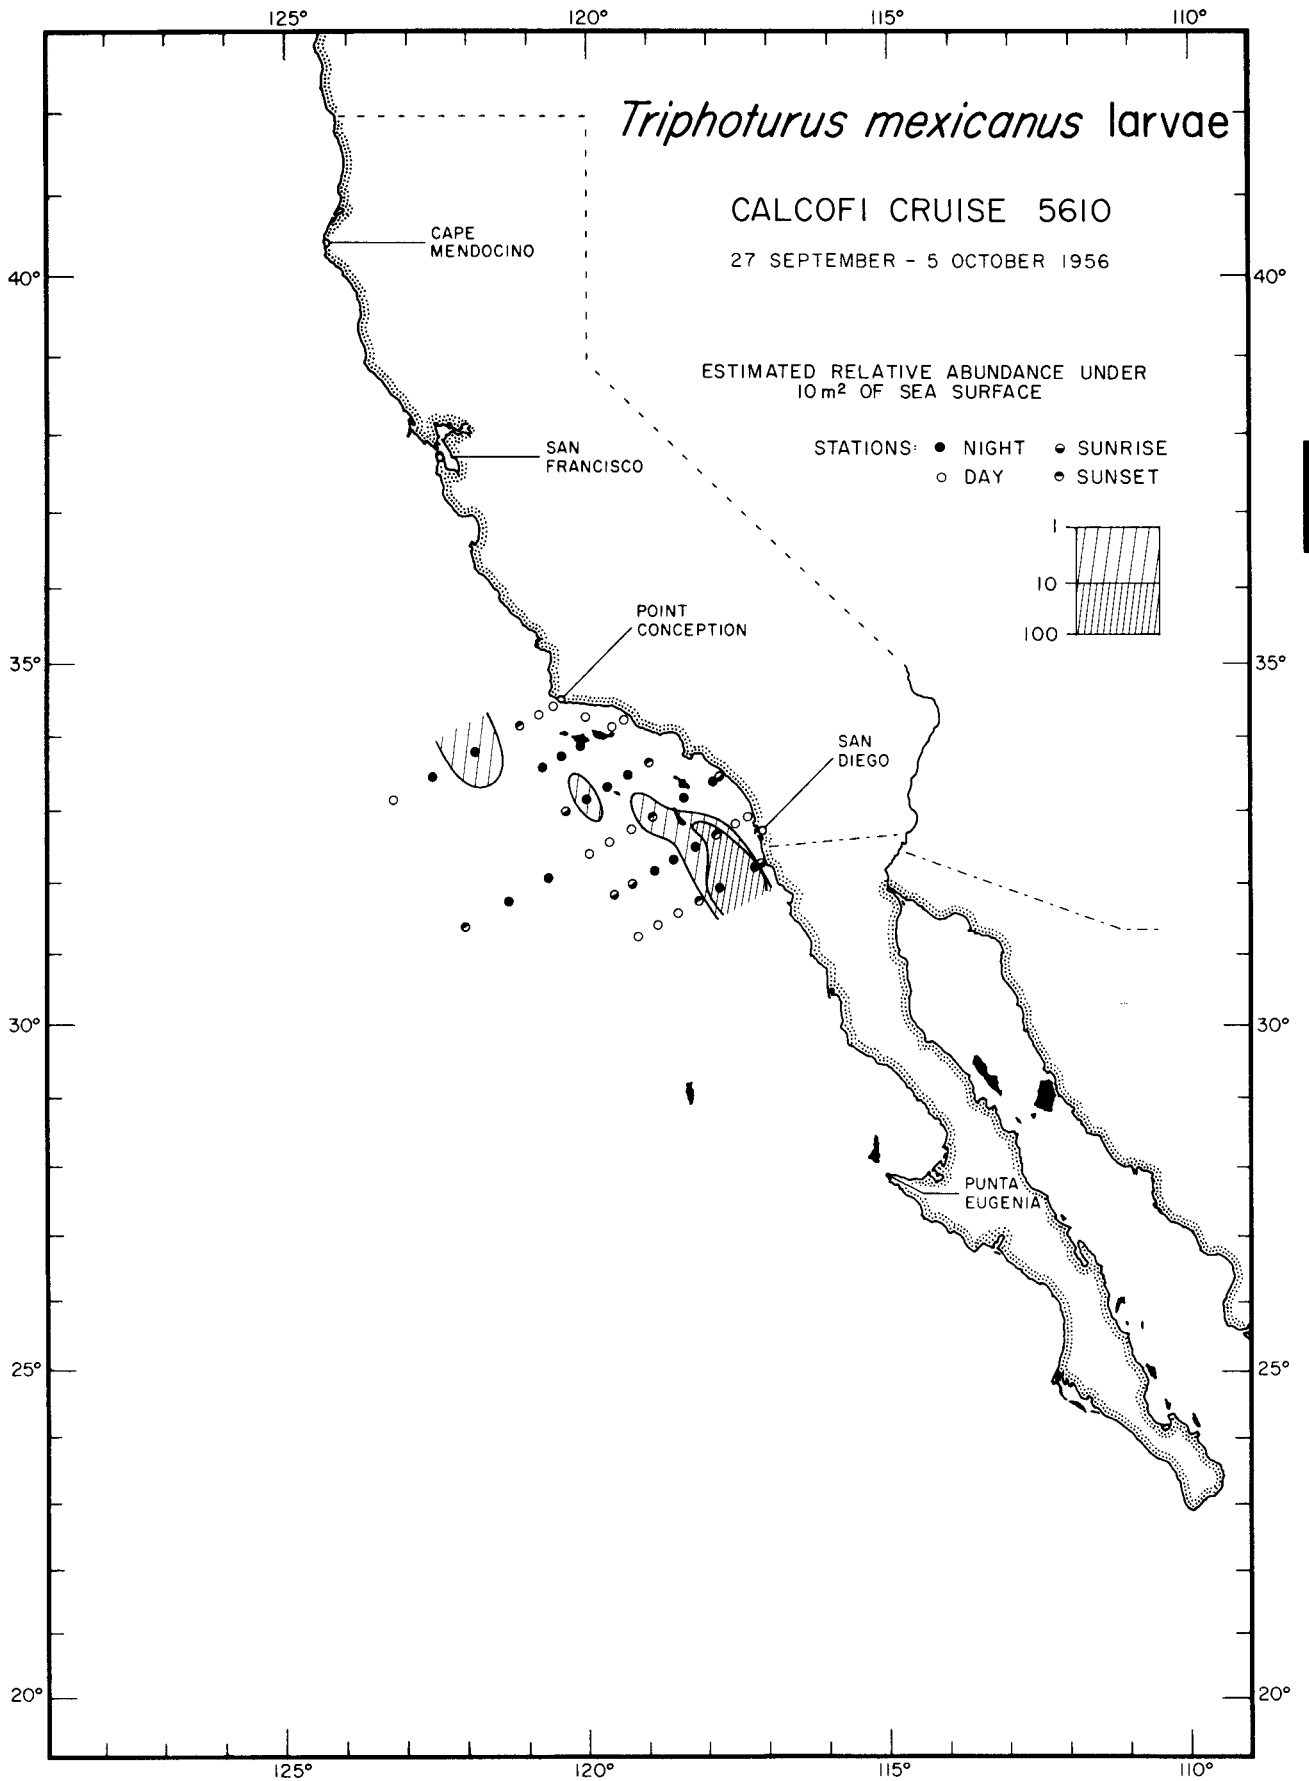 125° 120° 115° 110°
Triphoturus mexicanus larvae
CALCOFI CRUISE 5610
27 SEPTEMBER - 5 OCTOBER 1956
CAPE
MENDOCINO
40° 40°
ESTIMATED RELATIVE ABUNDANCE UNDER
10 m² OF SEA SURFACE
STATIONS: NIGHT SUNRISE
DAY SUNSET
SAN
FRANCISCO
1
10
100
POINT
CONCEPTION
35° 35°
SAN
DIEGO
30° 30°
PUNTA
EUGENIA
25° 25°
20° 20°
125° 120° 115° 110°